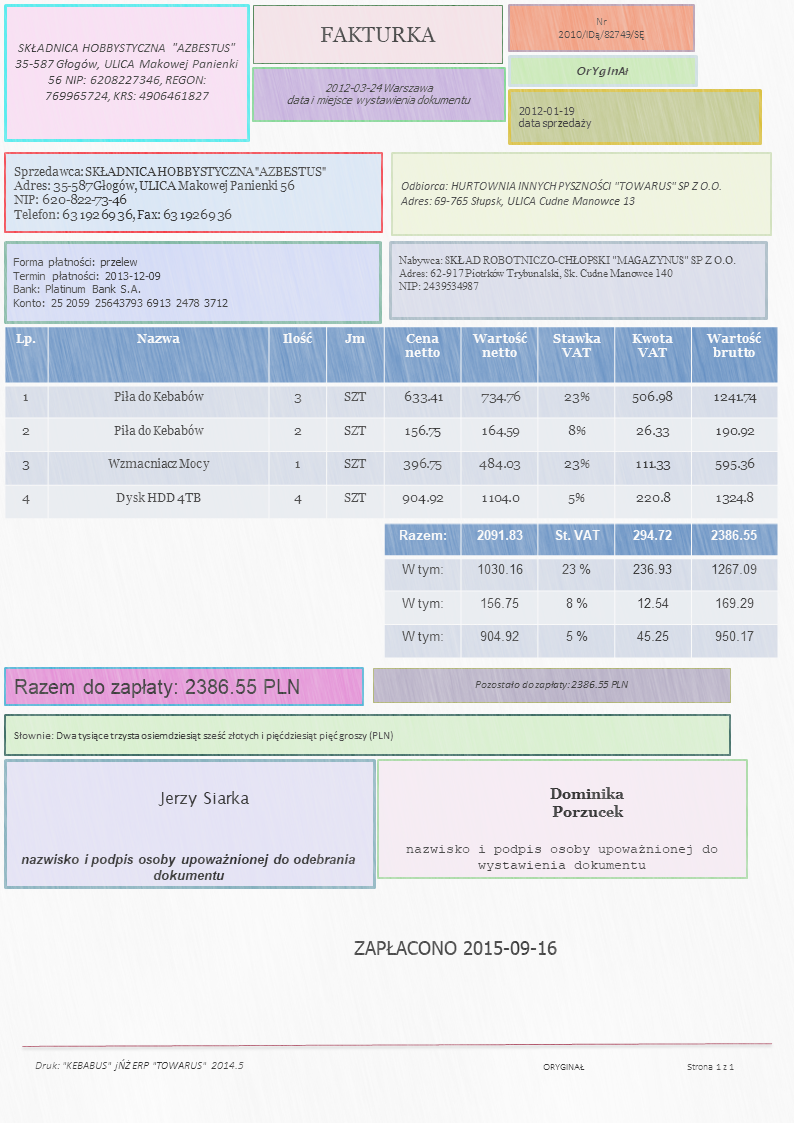 SKŁADNICA HOBBYSTYCZNA "AZBESTUS"
35-587 Głogów, ULICA Makowej Panienki
56 NIP: 6208227346, REGON:
769965724, KRS: 4906461827
FAKTURKA
2012-03-24 Warszawa
data i miejsce wystawienia dokumentu
Nr
2010/IDą/82749/SĘ
OrYgInAł
2012-01-19
data sprzedaży
Sprzedawca: SKŁADNICA HOBBYSTYCZNA "AZBESTUS"
Adres: 35-587 Głogów, ULICA Makowej Panienki 56
NIP: 620-822-73-46
Telefon: 63 192 69 36, Fax: 63 192 69 36
Odbiorca: HURTOWNIA INNYCH PYSZNOŚCI "TOWARUS" SP Z O.O.
Adres: 69-765 Słupsk, ULICA Cudne Manowce 13
Forma płatności: przelew
Termin płatności: 2013-12-09
Bank: Platinum Bank S.A.
Konto: 25 2059 25643793 6913 2478 3712
Nabywca: SKŁAD ROBOTNICZO-CHŁOPSKI "MAGAZYNUS" SP Z O.O.
Adres: 62-917 Piotrków Trybunalski, Sk. Cudne Manowce 140
NIP: 2439534987
Lp. Nazwa Ilość Jm Cena netto Wartość netto Stawka VAT Kwota VAT Wartość brutto
1 Piła do Kebabów 3 SZT 633.41 734.76 23% 506.98 1241.74
2 Piła do Kebabów 2 SZT 156.75 164.59 8% 26.33 190.92
3 Wzmacniacz Mocy 1 SZT 396.75 484.03 23% 111.33 595.36
4 Dysk HDD 4TB 4 SZT 904.92 1104.0 5% 220.8 1324.8
Razem: 2091.83 St. VAT 294.72 2386.55
W tym: 1030.16 23 % 236.93 1267.09
W tym: 156.75 8 % 12.54 169.29
W tym: 904.92 5 % 45.25 950.17
Razem do zapłaty: 2386.55 PLN
Pozostało do zapłaty: 2386.55 PLN
Słownie: Dwa tysiące trzysta osiemdziesiąt sześć złotych i pięćdziesiąt pięć groszy (PLN)
Jerzy Siarka
nazwisko i podpis osoby upoważnionej do odebrania
dokumentu
Dominika
Porzucek
nazwisko i podpis osoby upoważnionej do
wystawienia dokumentu
ZAPŁACONO 2015-09-16
Druk: "KEBABUS" jŃŻ ERP "TOWARUS" 2014.5
ORYGINAŁ
Strona 1 z 1